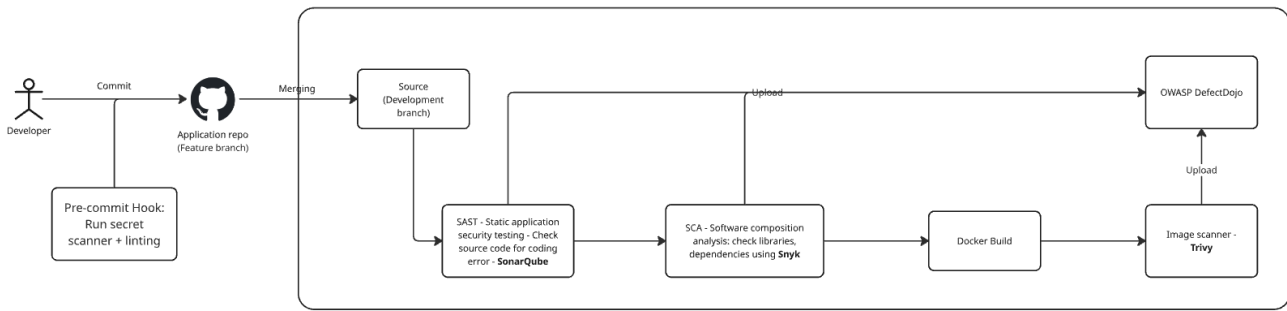 Commit
Developer
Pre-commit Hook:
Run secret
scanner + linting
Application repo
(Feature branch)
Merging
Source
(Development
branch)
SAST - Static application
security testing - Check
source code for coding
error - SonarQube
Upload
SCA - Software composition
analysis: check libraries,
dependencies using Snyk
Docker Build
OWASP DefectDojo
Upload
Image scanner -
Trivy